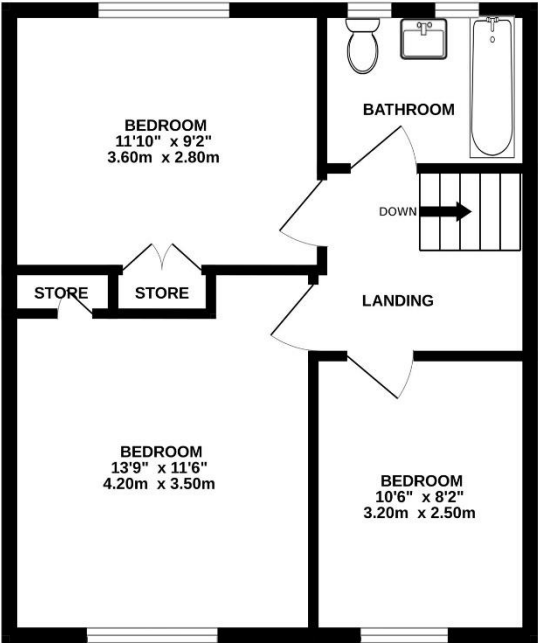 BEDROOM
11'10" x 9'2"
3.60m x 2.80m
BATHROOM
DOWN
STORE
STORE
LANDING
BEDROOM
13'9" x 11'6"
4.20m x 3.50m
BEDROOM
10'6" x 8'2"
3.20m x 2.50m